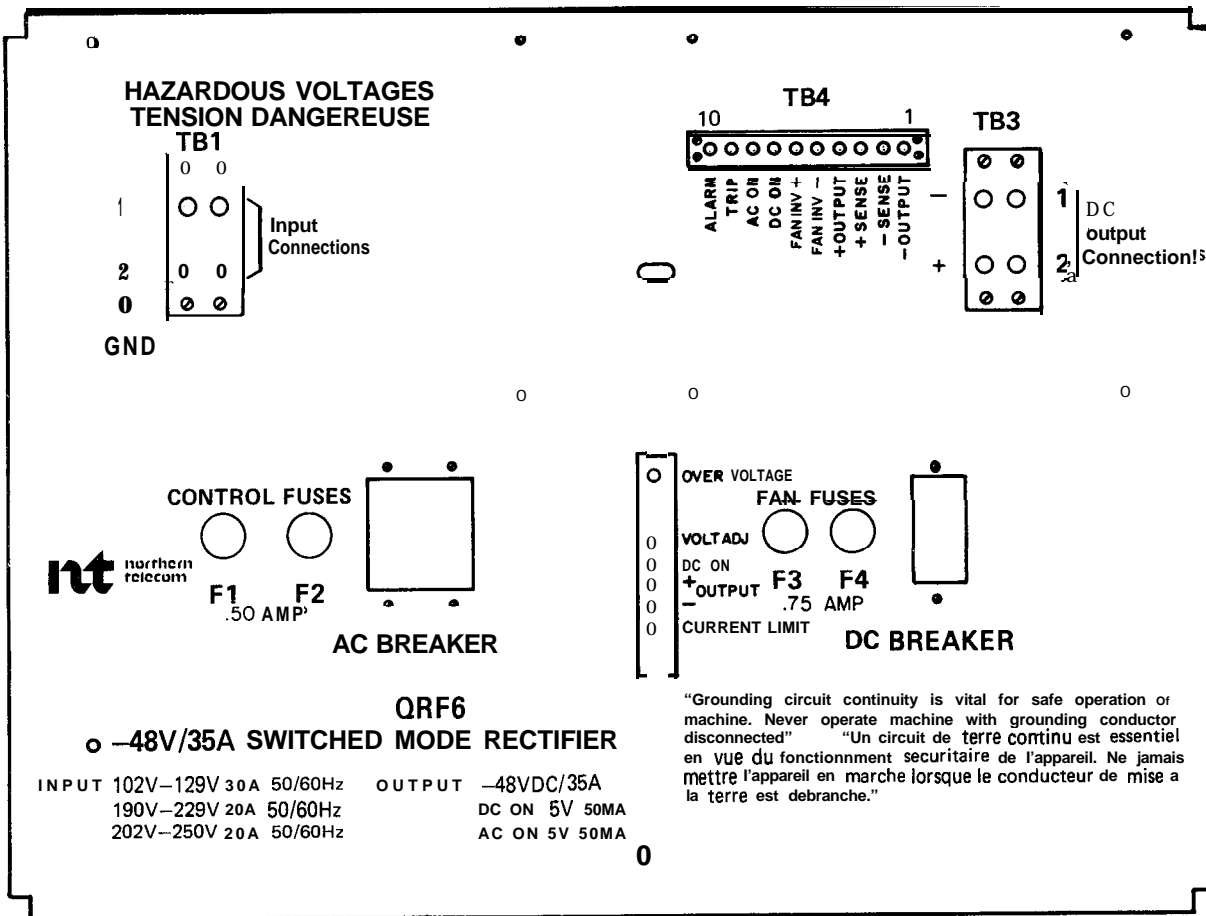 HAZARDOUS VOLTAGES
TENSION DANGEREUSE
TB1
1
2
0
GND
Input
Connections
TB4
10 1
ALARM
TRIP
AC ON
DC ON
FAN INV +
FAN INV -
+OUTPUT
+SENSE
-SENSE
-OUTPUT
TB3
-
+
1
2
DC
output
Connection!s
CONTROL FUSES
F1 F2
.50 AMP
nt northern
telecom
AC BREAKER
OVER VOLTAGE
VOLT ADJ
DC ON
+
OUTPUT
-
CURRENT LIMIT
FAN FUSES
F3 F4
.75 AMP
DC BREAKER
QRF6
-48V/35A SWITCHED MODE RECTIFIER
INPUT 102V-129V 30A 50/60Hz
190V-229V 20A 50/60Hz
202V-250V 20A 50/60Hz
OUTPUT -48VDC/35A
DC ON 5V 50MA
AC ON 5V 50MA
"Grounding circuit continuity is vital for safe operation of
machine. Never operate machine with grounding conductor
disconnected" "Un circuit de terre continu est essentiel
en vue du fonctionnment securitaire de l'appareil. Ne jamais
mettre l'appareil en marche lorsque le conducteur de mise a
la terre est debranche."
0